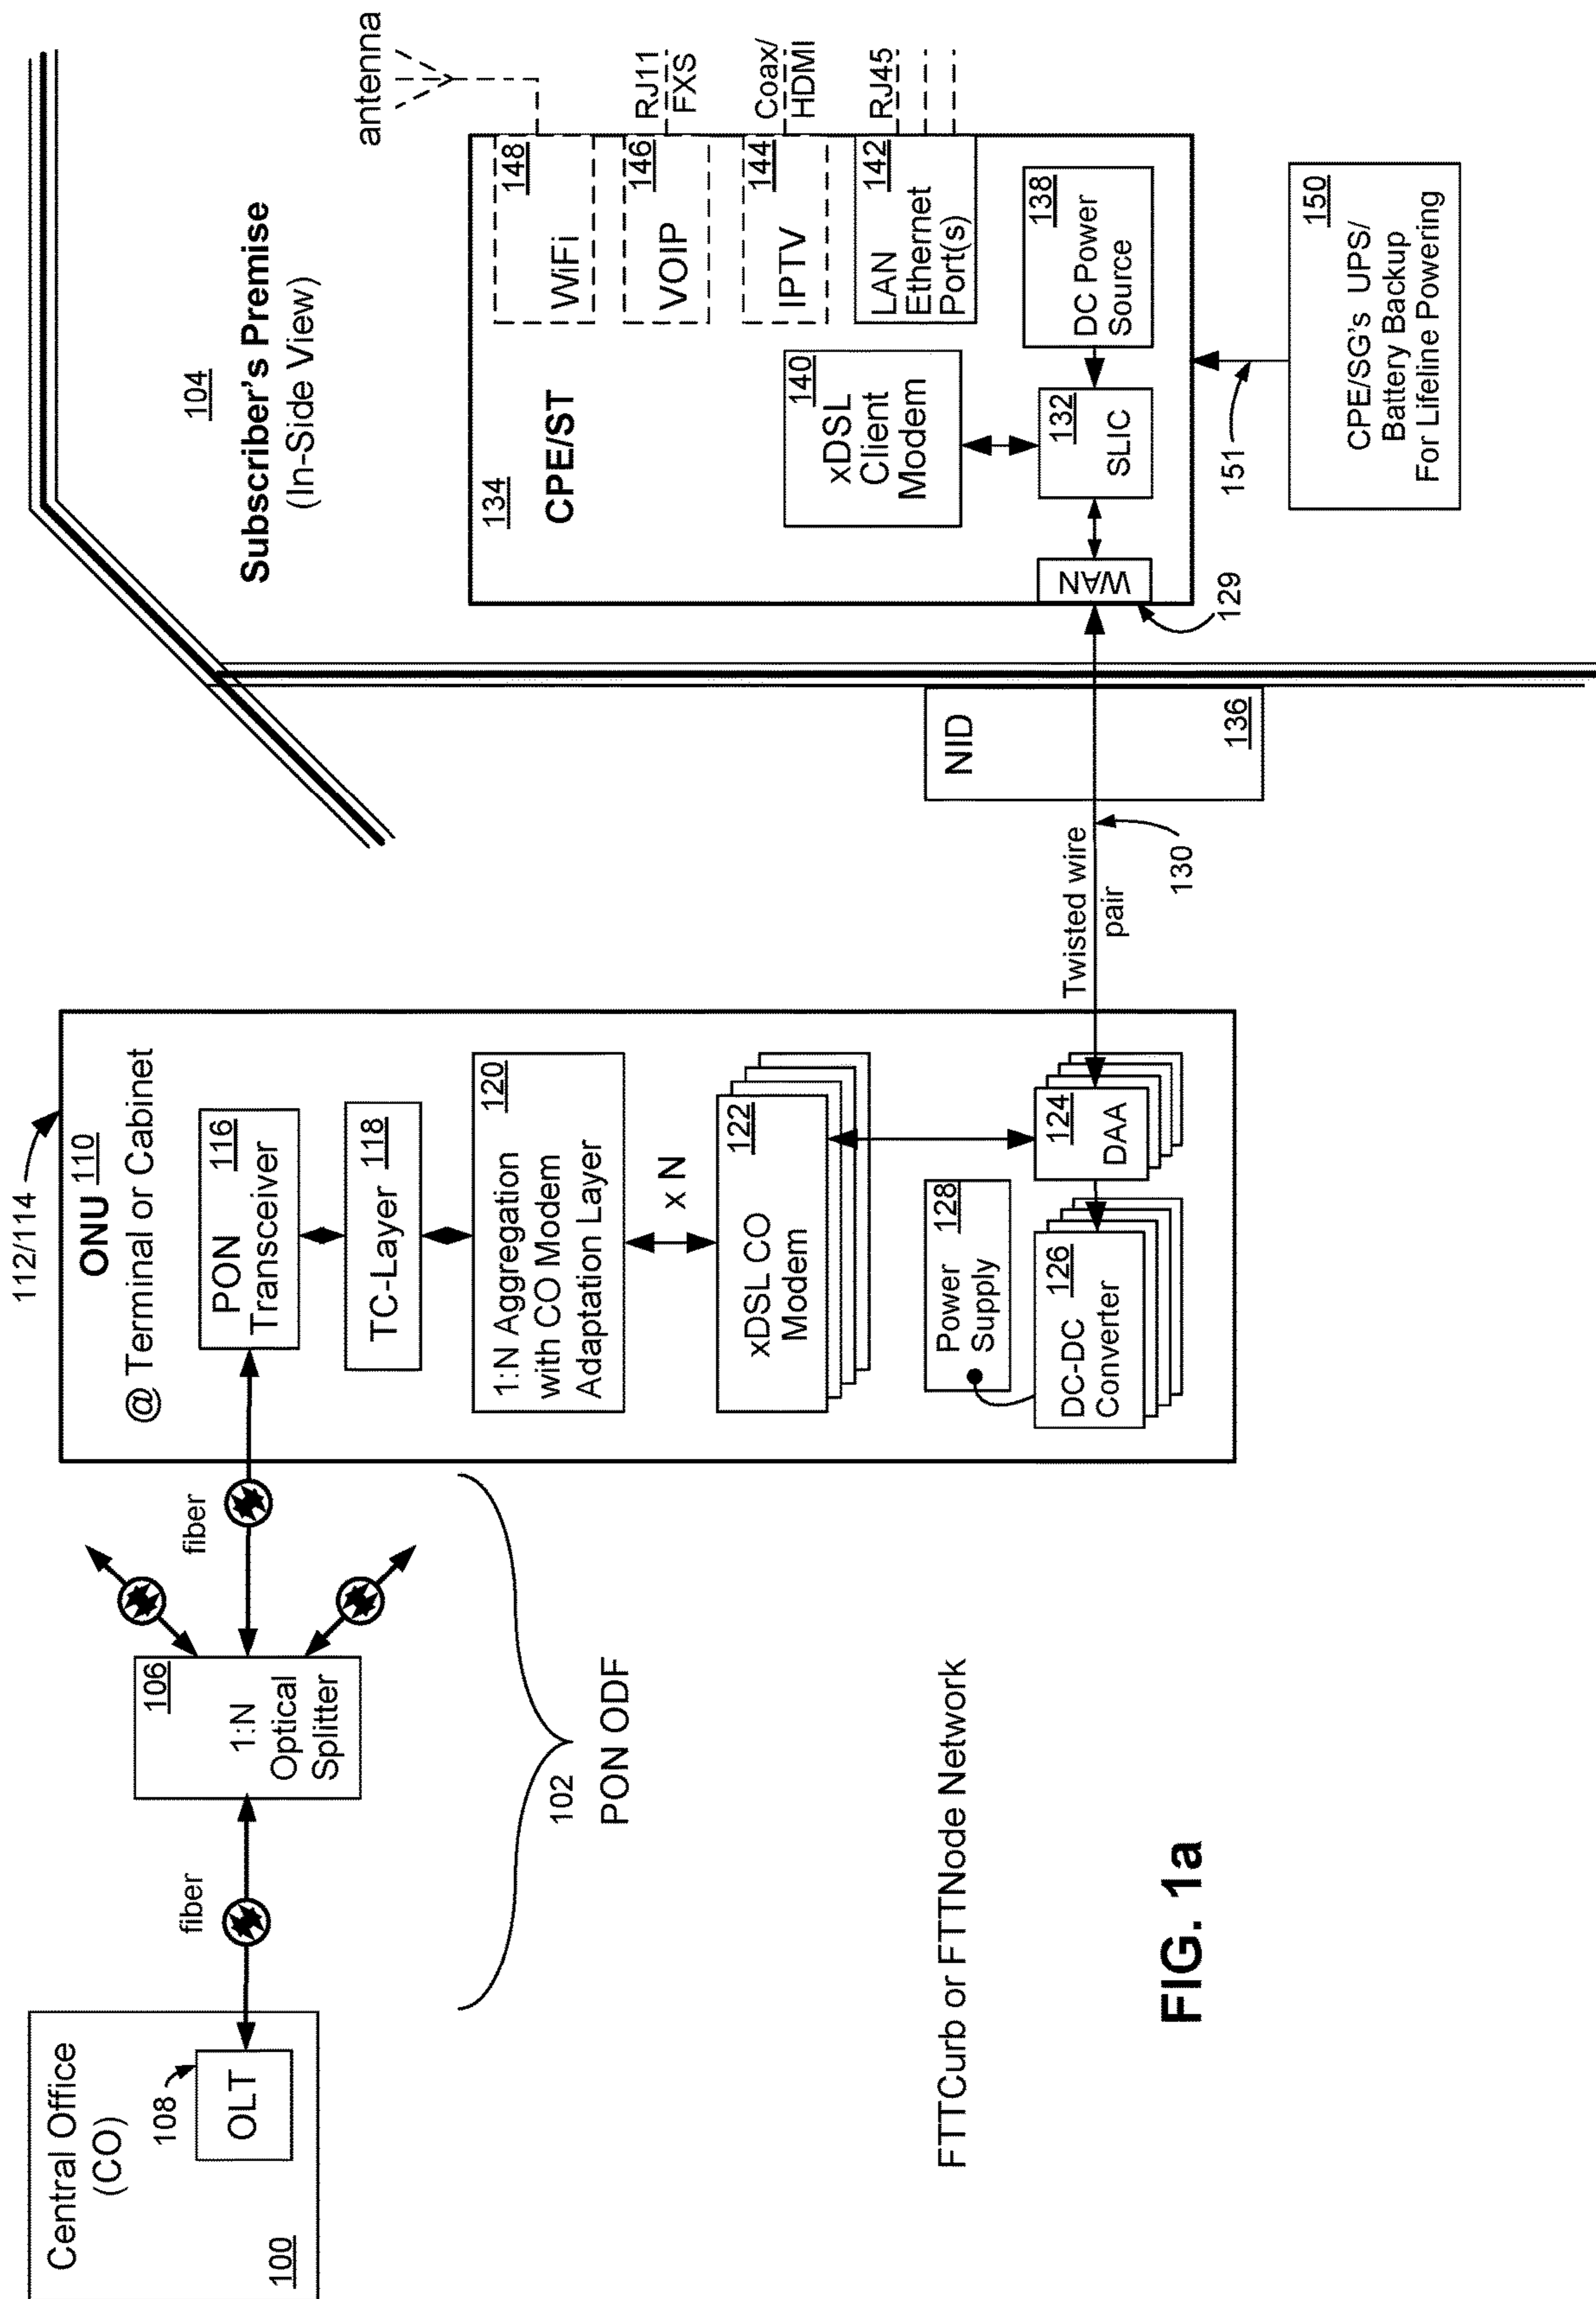 Central Office
(CO)
108
OLT
100
fiber
106
1:N
Optical
Splitter
fiber
102
PON ODF
112/114
ONU 110
@ Terminal or Cabinet
PON
116
Transceiver
TC-Layer 118
120
1:N Aggregation
with CO Modem
Adaptation Layer
x N
122
xDSL CO
Modem
Power
128
Supply
124
DAA
126
DC-DC
Converter
Twisted wire
pair
130
NID
136
104
Subscriber's Premise
(In-Side View)
134
CPE/ST
148
WiFi
antenna
146
VOIP
RJ11
FXS
144
IPTV
Coax/
HDMI
142
LAN
Ethernet
Port(s)
RJ45
140
xDSL
Client
Modem
138
DC Power
Source
132
SLIC
WAN
129
151
150
CPE/SG's UPS/
Battery Backup
For Lifeline Powering
FTTCurb or FTTNode Network
FIG. 1a